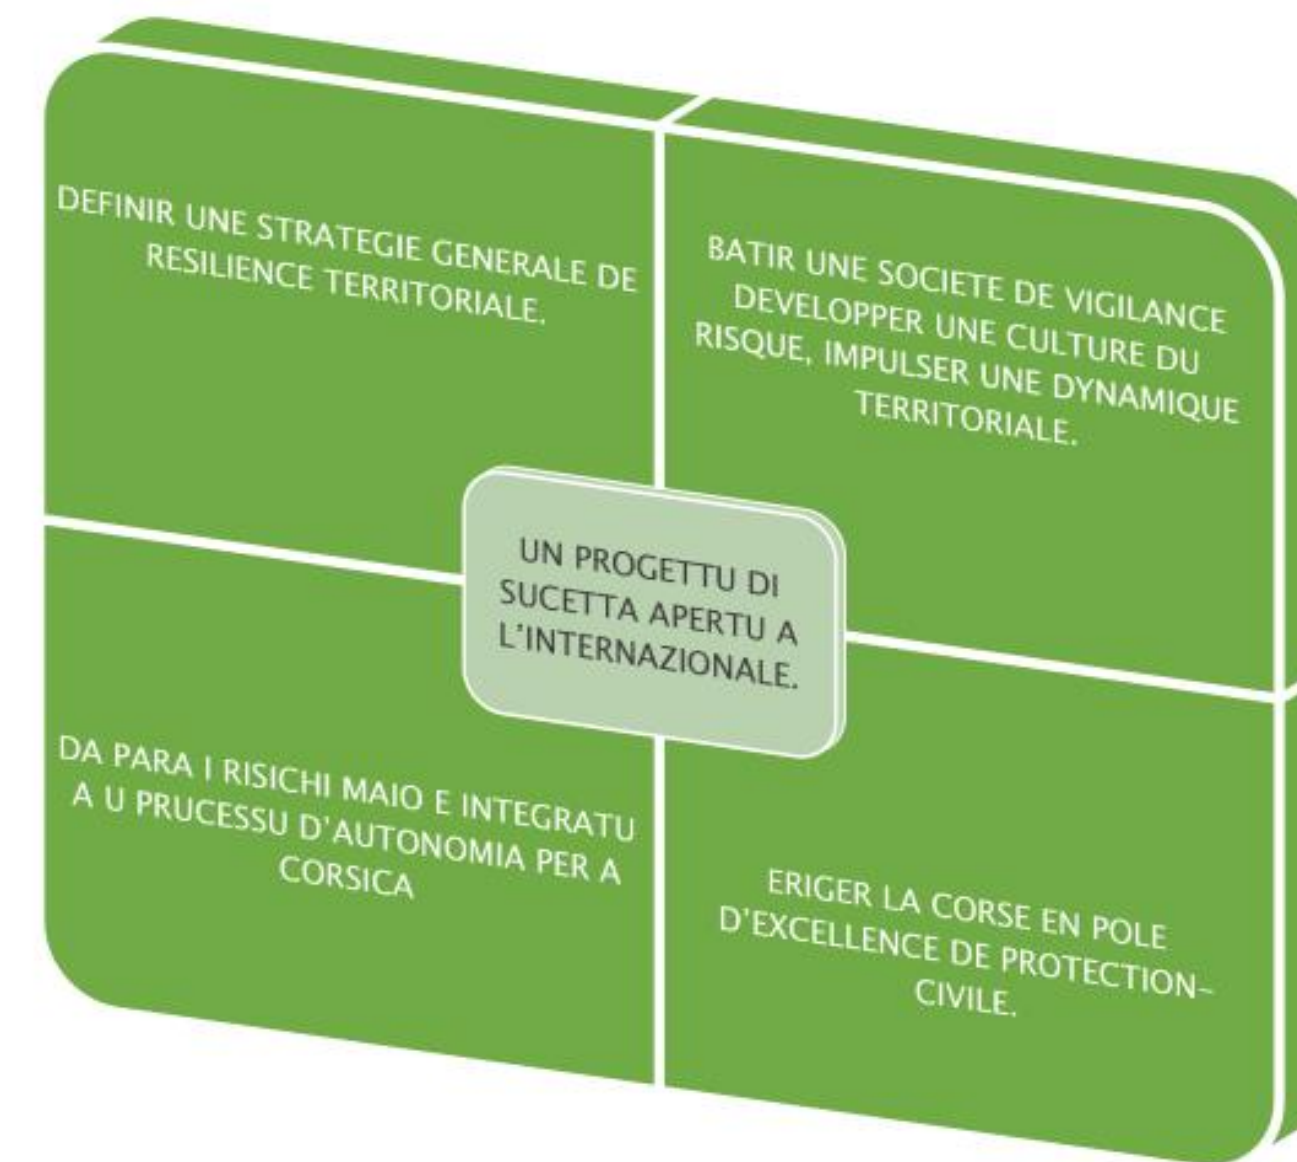 DEFINIR UNE STRATEGIE GENERALE DE
RESILIENCE TERRITORIALE.
BATIR UNE SOCIETE DE VIGILANCE
DEVELOPPER UNE CULTURE DU
RISQUE, IMPULSER UNE DYNAMIQUE
TERRITORIALE.
UN PROGETTU DI
SUCETTA APERTU A
L'INTERNAZIONALE.
DA PARA I RISICHI MAIO E INTEGRATU
A U PRUCESSU D'AUTONOMIA PER A
CORSICA
ERIGER LA CORSE EN POLE
D'EXCELLENCE DE PROTECTION-
CIVILE.